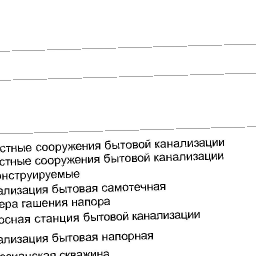 стные сооружения бытовой канализации
стные сооружения бытовой канализации
онструируемые
ализация бытовая самотечная
ера гашения напора
осная станция бытовой канализации
ализация бытовая напорная
скважина